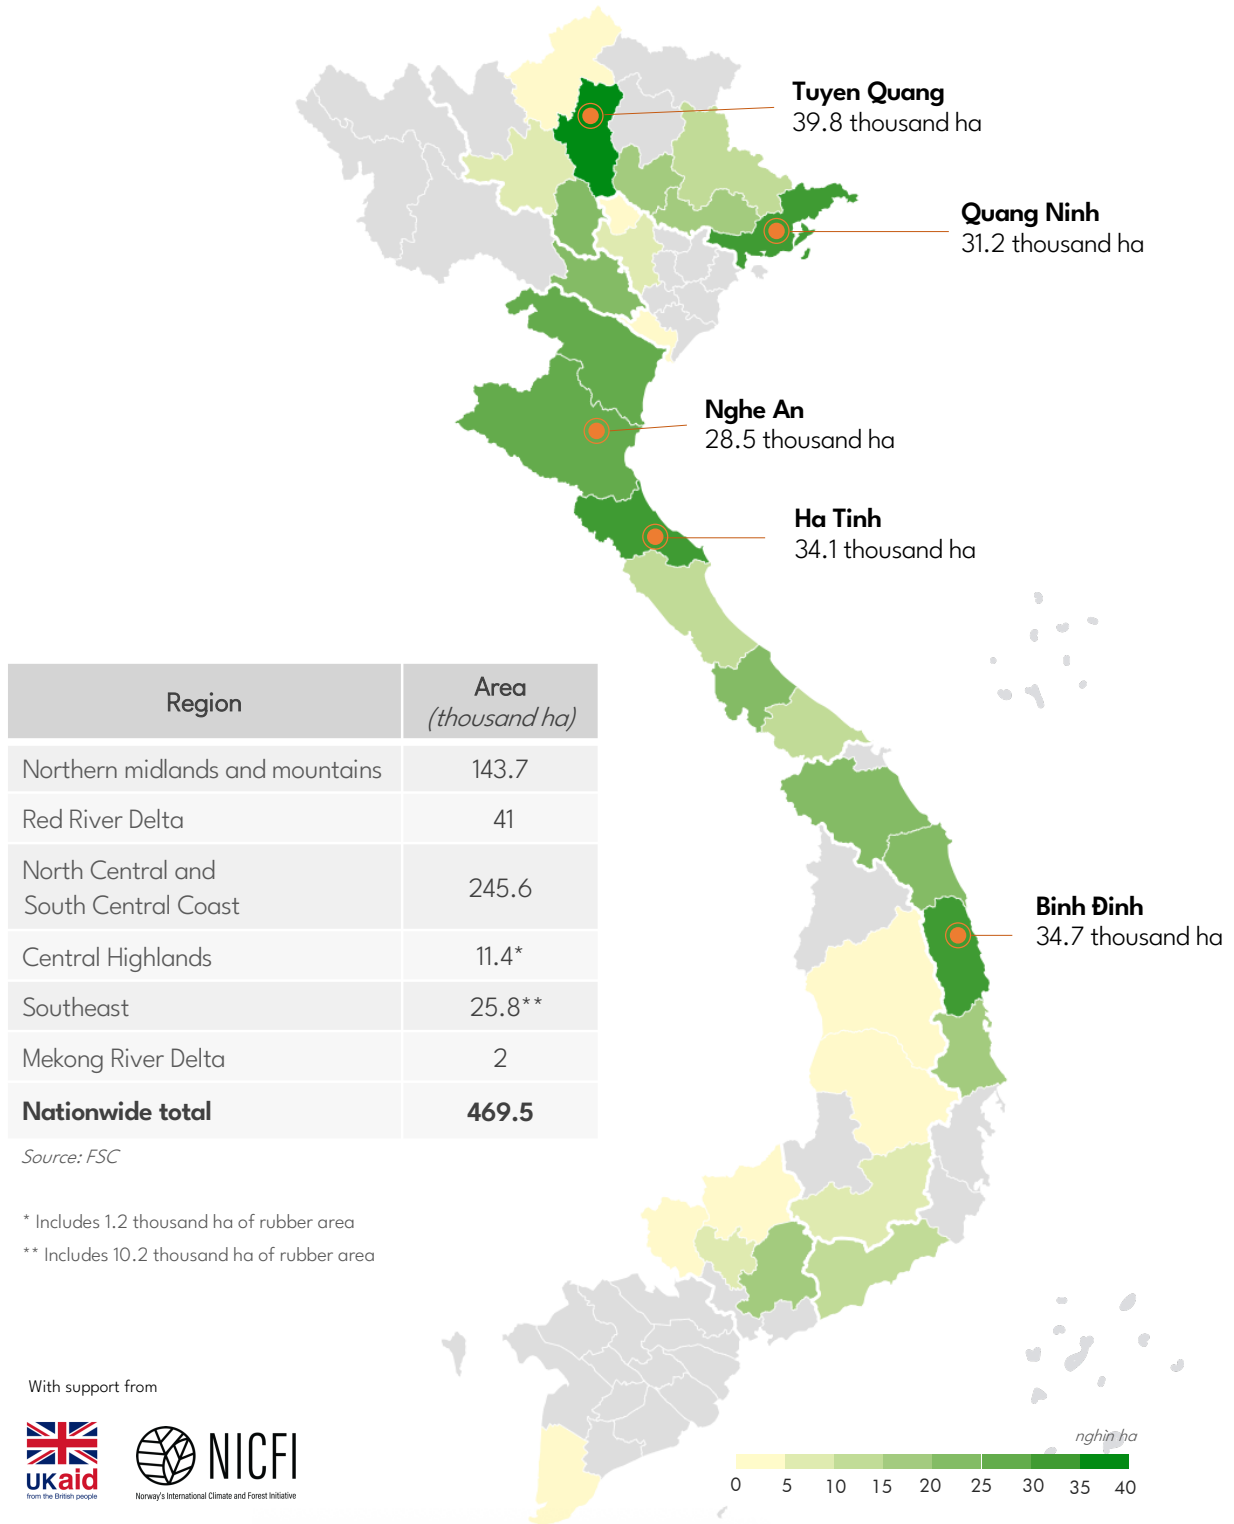 Tuyen Quang
39.8 thousand ha
Quang Ninh
31.2 thousand ha
Nghe An
28.5 thousand ha
Ha Tinh
34.1 thousand ha
Region
Area
(thousand ha)
Northern midlands and mountains
143.7
Red River Delta
41
North Central and
South Central Coast
245.6
Central Highlands
11.4*
Southeast
25.8**
Mekong River Delta
2
Nationwide total
469.5
Source: FSC
* Includes 1.2 thousand ha of rubber area
** Includes 10.2 thousand ha of rubber area
Binh Đinh
34.7 thousand ha
With support from
UKaid
from the British people
NICFI
Norway's International Climate and Forest Initiative
nghìn ha
0 5 10 15 20 25 30 35 40